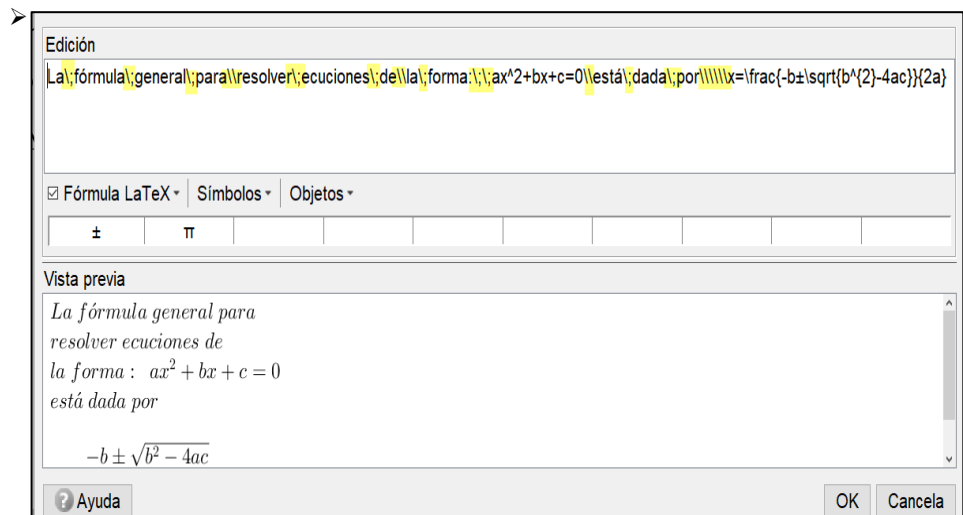 ➢
Edición
La\;fórmula\;general\;para\\resolver\;ecuciones\;de\\la\;forma:\;\;ax^2+bx+c=0\\está\;dada\;por\\\\\\x=\frac{-b±\sqrt{b^{2}-4ac}}{2a}
☑ Fórmula LaTeX ▾ Símbolos ▾ Objetos ▾
± π
Vista previa
La fórmula general para
resolver ecuciones de
la forma : ax² + bx + c = 0
está dada por
−b ± √b² − 4ac
? Ayuda OK Cancela